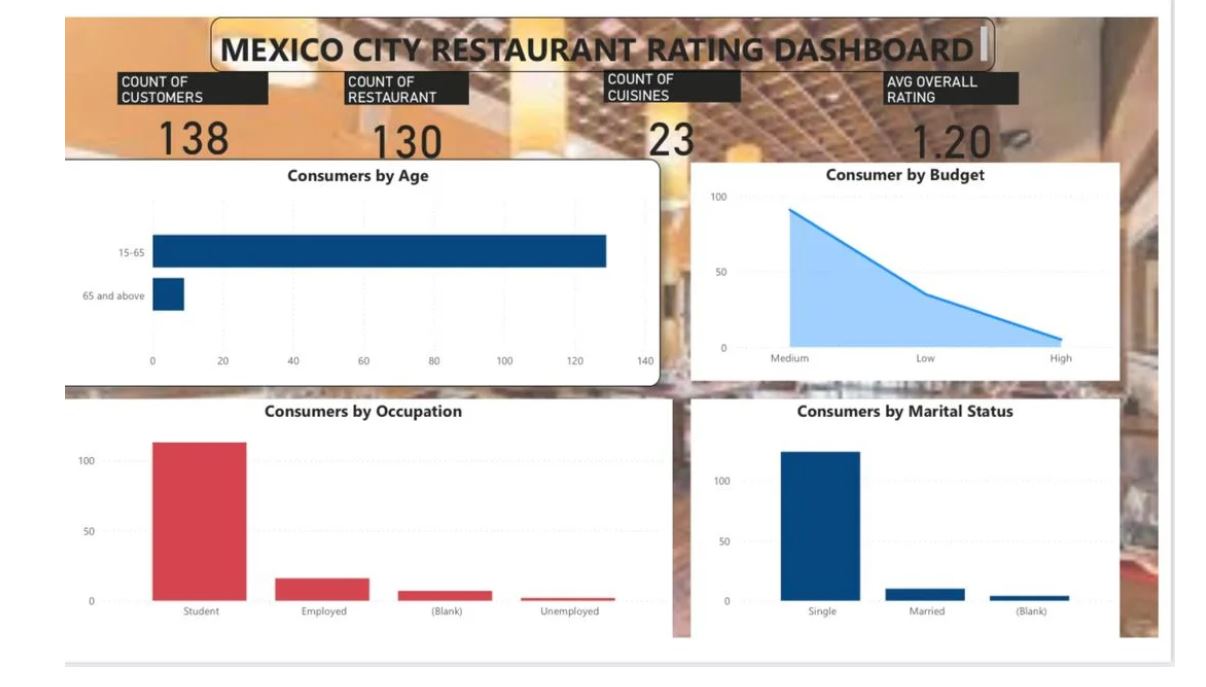 MEXICO CITY RESTAURANT RATING DASHBOARD
COUNT OF
CUSTOMERS
138
COUNT OF
RESTAURANT
130
COUNT OF
CUISINES
23
AVG OVERALL
RATING
1.20
Consumers by Age
15-65
65 and above
0 20 40 60 80 100 120 140
Consumer by Budget
100
50
0
Medium Low High
Consumers by Occupation
100
50
0
Student Employed (Blank) Unemployed
Consumers by Marital Status
100
50
0
Single Married (Blank)